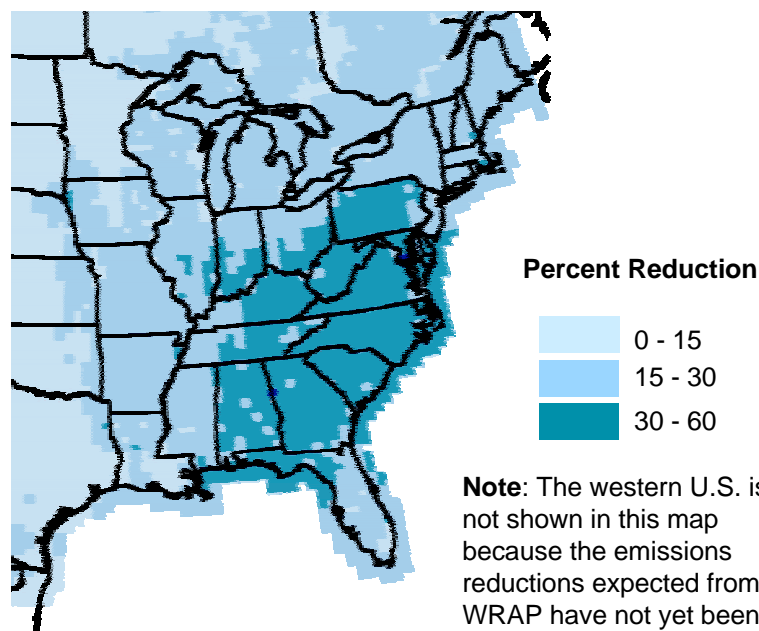 Percent Reduction
0 - 15
15 - 30
30 - 60
Note: The western U.S. is
not shown in this map
because the emissions
reductions expected from
WRAP have not yet been